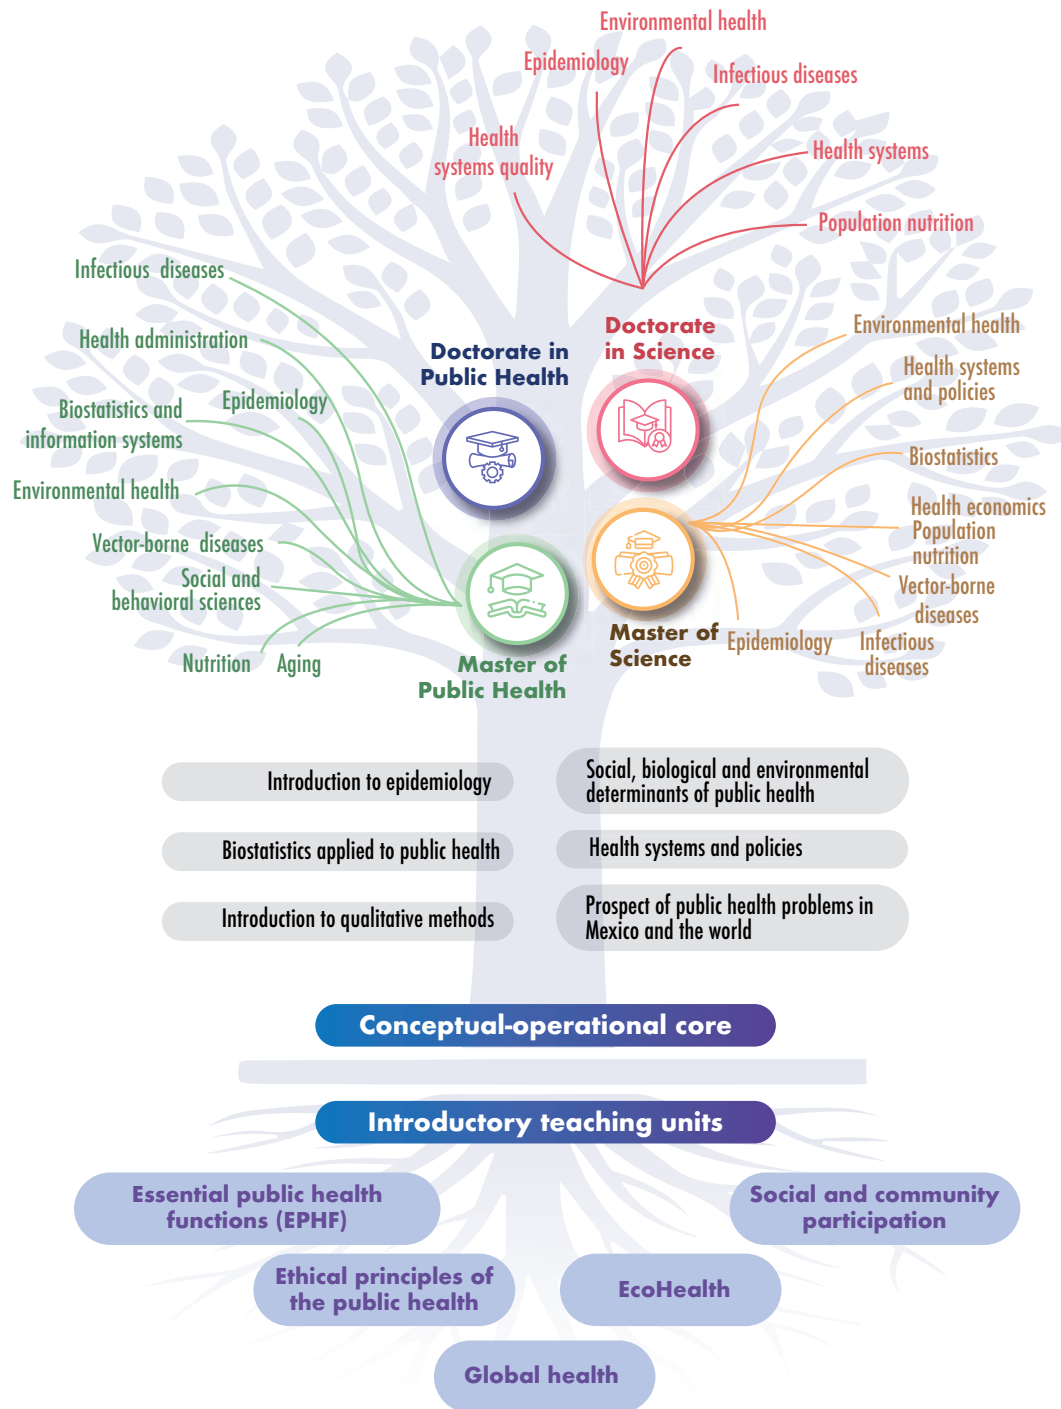 Environmental health
Epidemiology
Infectious diseases
Health
systems quality
Health systems
Population nutrition
Infectious diseases
Health administration
Biostatistics and
information systems
Epidemiology
Environmental health
Vector-borne diseases
Social and
behavioral sciences
Nutrition
Aging
Doctorate in
Public Health
Doctorate
in Science
Master of
Public Health
Master of
Science
Environmental health
Health systems
and policies
Biostatistics
Health economics
Population
nutrition
Vector-borne
diseases
Infectious
diseases
Epidemiology
Introduction to epidemiology
Social, biological and environmental
determinants of public health
Biostatistics applied to public health
Health systems and policies
Introduction to qualitative methods
Prospect of public health problems in
Mexico and the world
Conceptual-operational core
Introductory teaching units
Essential public health
functions (EPHF)
Social and community
participation
Ethical principles of
the public health
EcoHealth
Global health